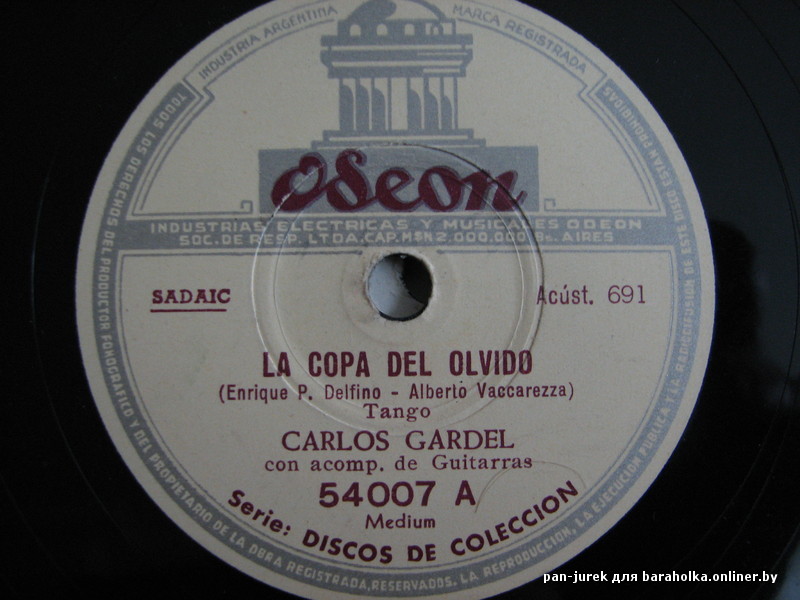 INDUSTRIA ARGENTINA
MARCA REGISTRADA
TODOS LOS DERECHOS DEL PRODUCTOR FONOGRAFICO Y DEL PROPIETARIO DE LA OBRA REGISTRADA, RESERVADOS. LA REPRODUCCION, LA EJECUCION PUBLICA Y LA RADIODIFUSION DE ESTE DISCO ESTAN PROHIBIDAS
odeon
INDUSTRIAS ELECTRICAS Y MUSICALES ODEON
SOC. DE RESP. LTDA. CAP. M$N 2.000.000 Bs. AIRES
SADAIC
Acúst. 691
LA COPA DEL OLVIDO
(Enrique P. Delfino - Alberto Vaccarezza)
Tango
CARLOS GARDEL
con acomp. de Guitarras
54007 A
Medium
Serie: DISCOS DE COLECCION
pan-jurek для baraholka.onliner.by